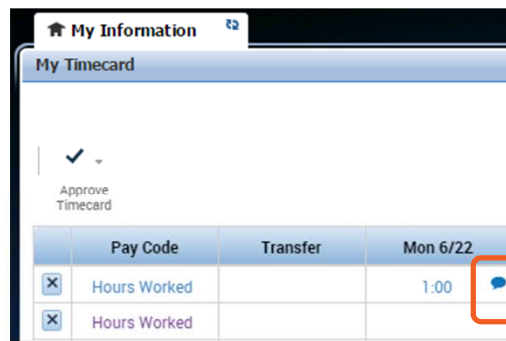 My Information
My Timecard
Approve
Timecard
Pay Code Transfer Mon 6/22
Hours Worked 1:00
Hours Worked